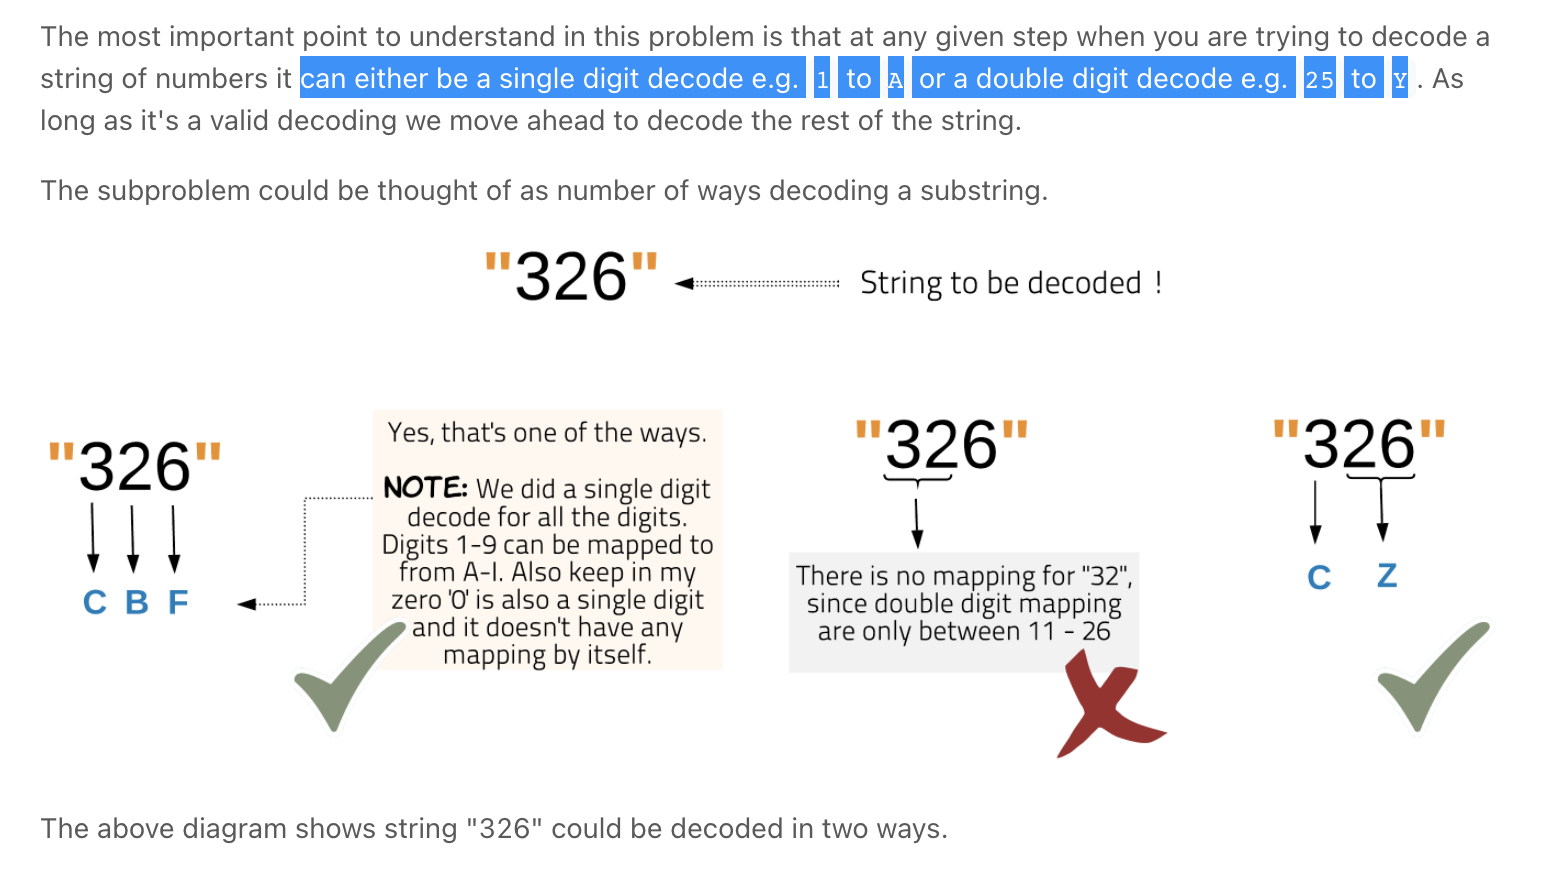 The most important point to understand in this problem is that at any given step when you are trying to decode a
string of numbers it can either be a single digit decode e.g. 1 to A or a double digit decode e.g. 25 to Y . As
long as it's a valid decoding we move ahead to decode the rest of the string.
The subproblem could be thought of as number of ways decoding a substring.
"326"
String to be decoded !
"326"
C B F
Yes, that's one of the ways.
NOTE: We did a single digit
decode for all the digits.
Digits 1-9 can be mapped to
from A-I. Also keep in my
zero '0' is also a single digit
and it doesn't have any
mapping by itself.
"326"
There is no mapping for "32",
since double digit mapping
are only between 11 - 26
"326"
C Z
The above diagram shows string "326" could be decoded in two ways.